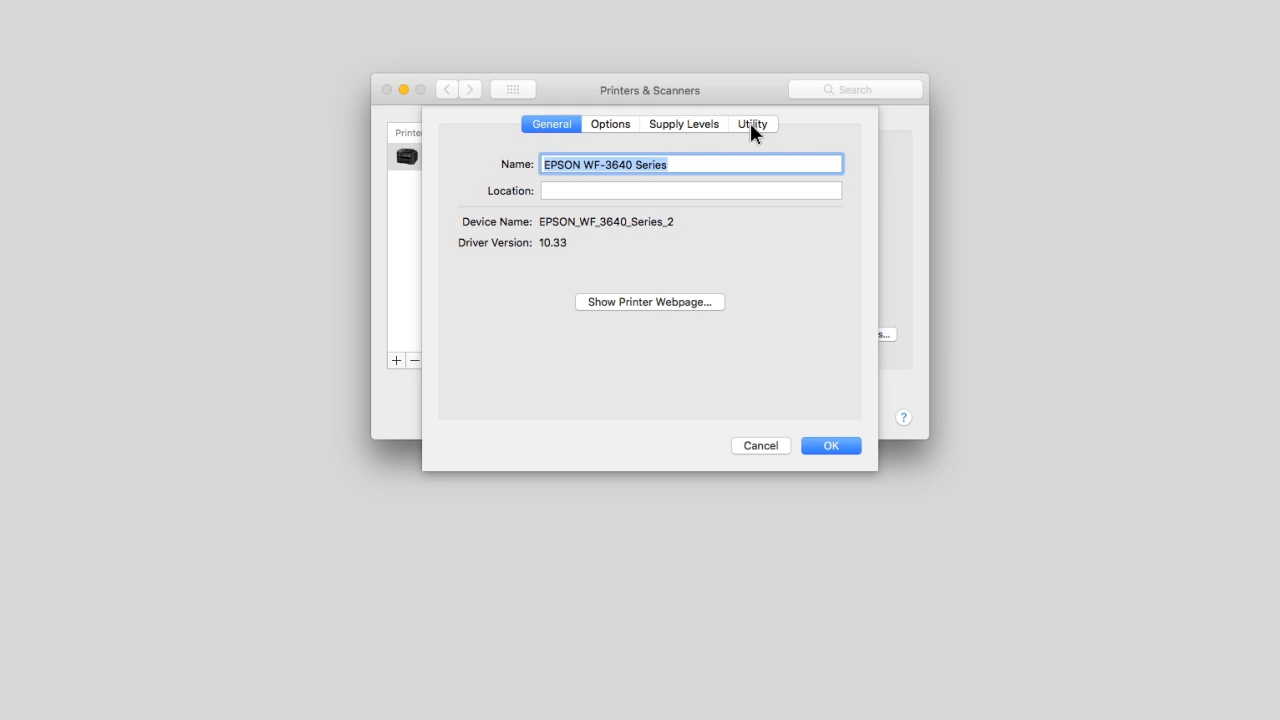 Printers & Scanners
Search
Printe
General Options Supply Levels Utility
Name: EPSON WF-3640 Series
Location:
Device Name: EPSON_WF_3640_Series_2
Driver Version: 10.33
Show Printer Webpage...
s...
+ −
?
Cancel OK